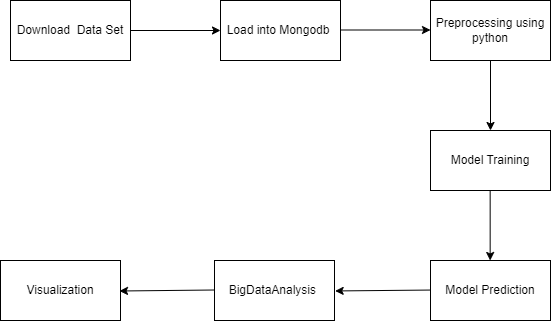 Download  Data Set
Load into Mongodb
Preprocessing using
python
Model Training
Model Prediction
BigDataAnalysis
Visualization